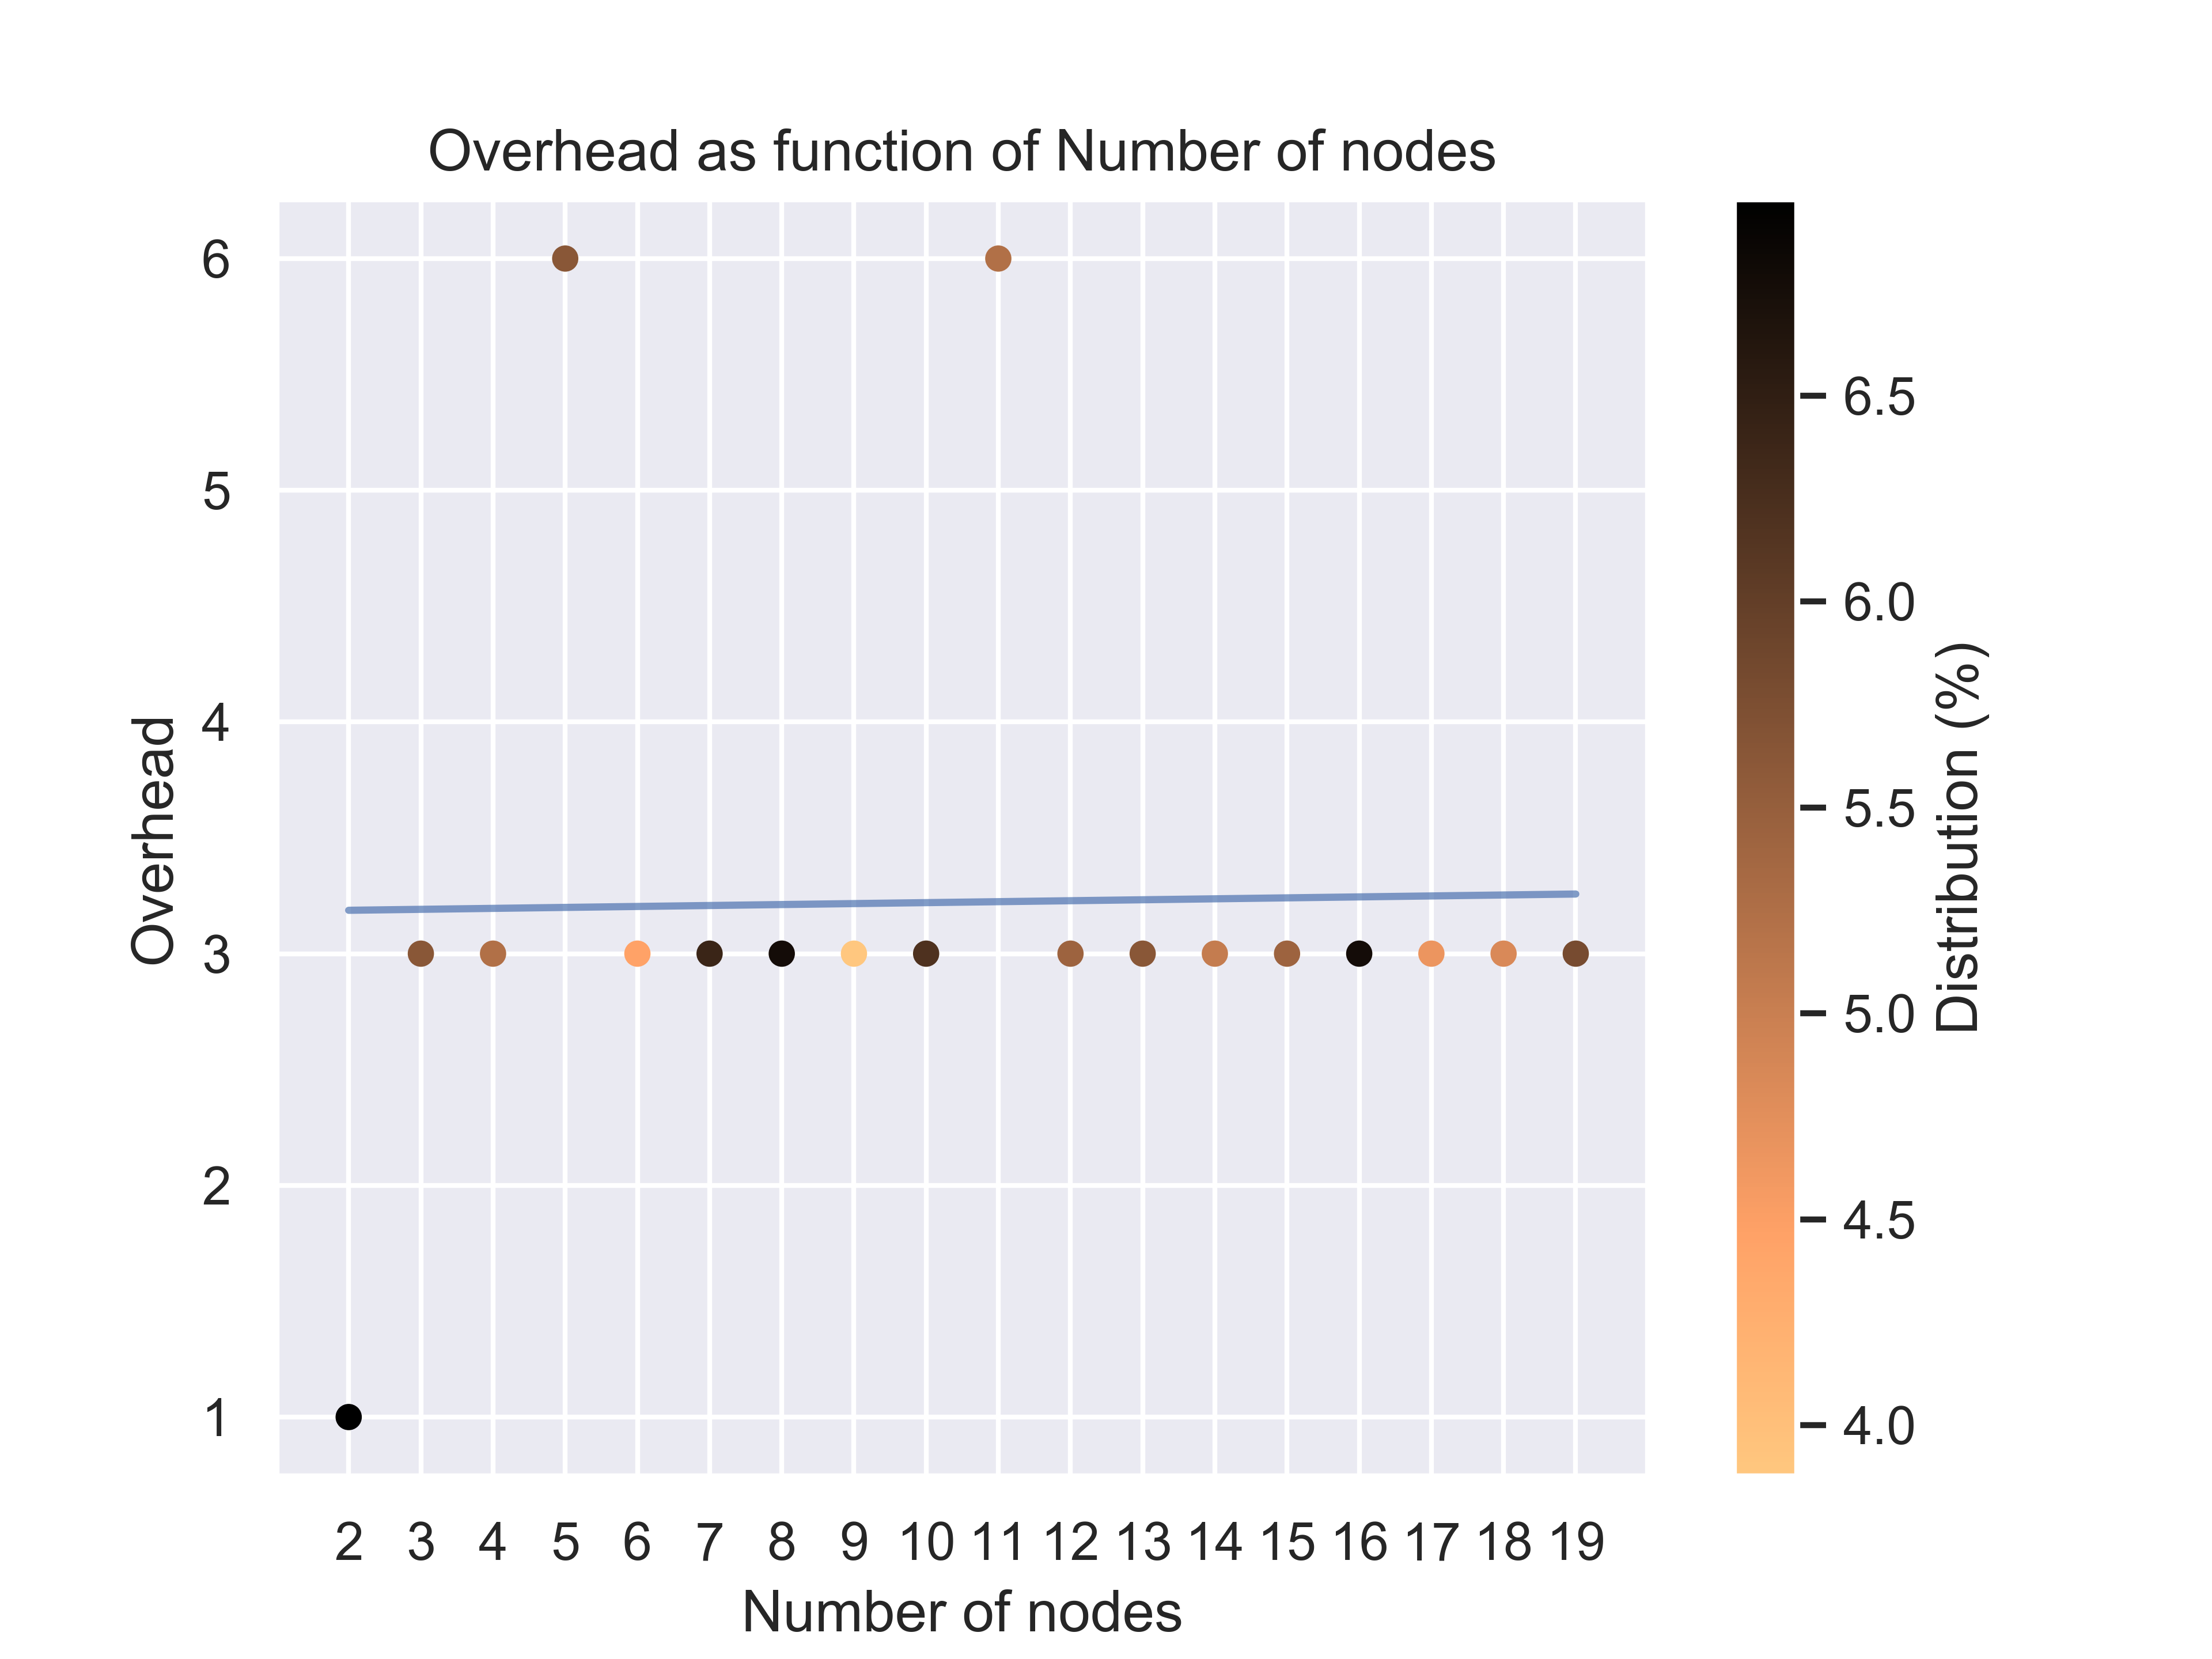 Overhead as function of Number of nodes
6
5
4
3
2
1
Overhead
2 3 4 5 6 7 8 9 10 11 12 13 14 15 16 17 18 19
Number of nodes
6.5
6.0
5.5
5.0
4.5
4.0
Distribution (%)